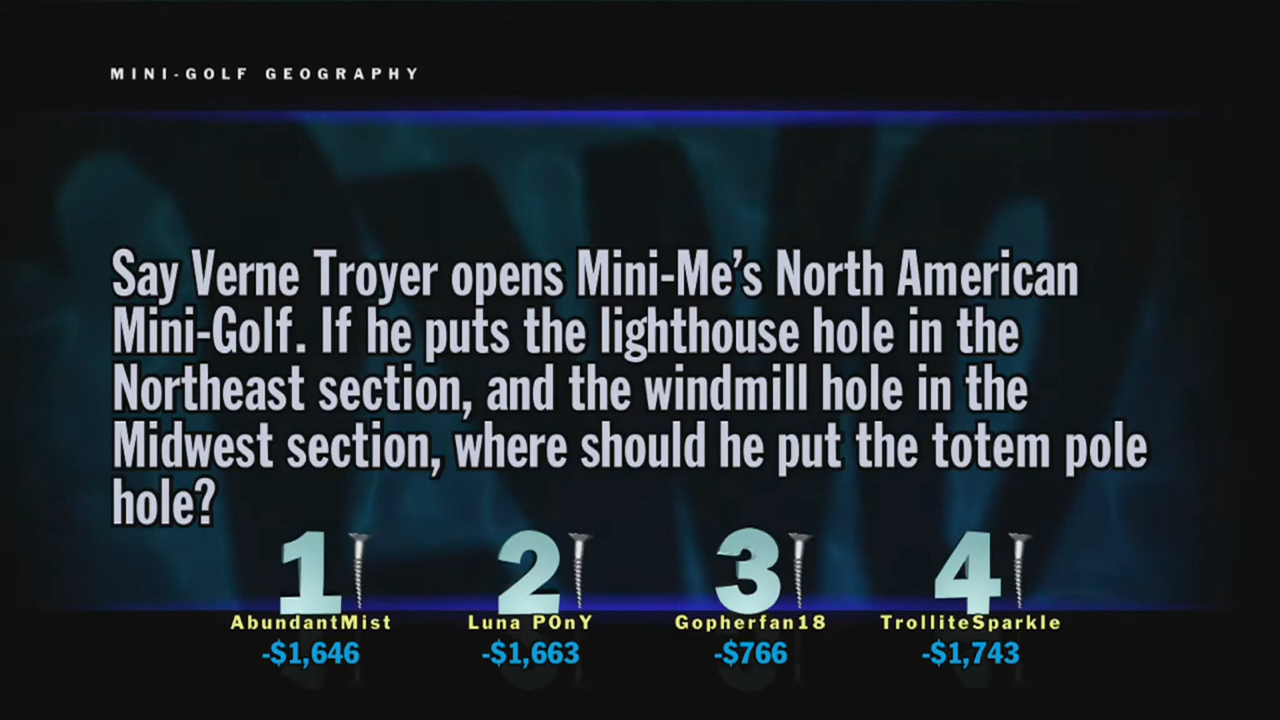 MINI-GOLF GEOGRAPHY
Say Verne Troyer opens Mini-Me's North American
Mini-Golf. If he puts the lighthouse hole in the
Northeast section, and the windmill hole in the
Midwest section, where should he put the totem pole
hole?
1 2 3 4
AbundantMist Luna P0nY Gopherfan18 TrolliteSparkle
-$1,646 -$1,663 -$766 -$1,743